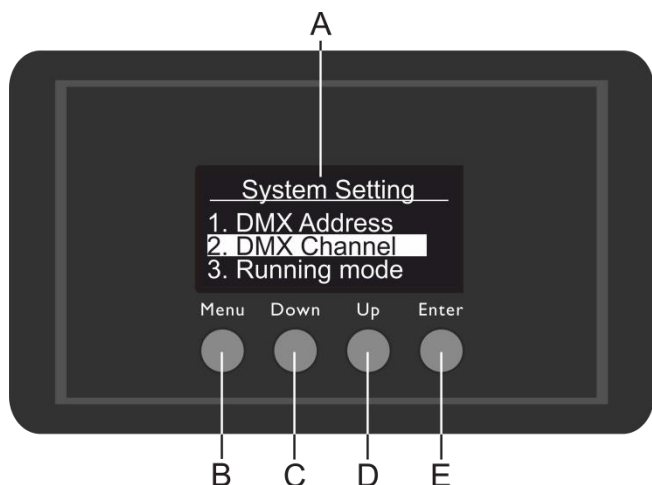 A
System Setting
1. DMX Address
2. DMX Channel
3. Running mode
Menu Down Up Enter
B C D E